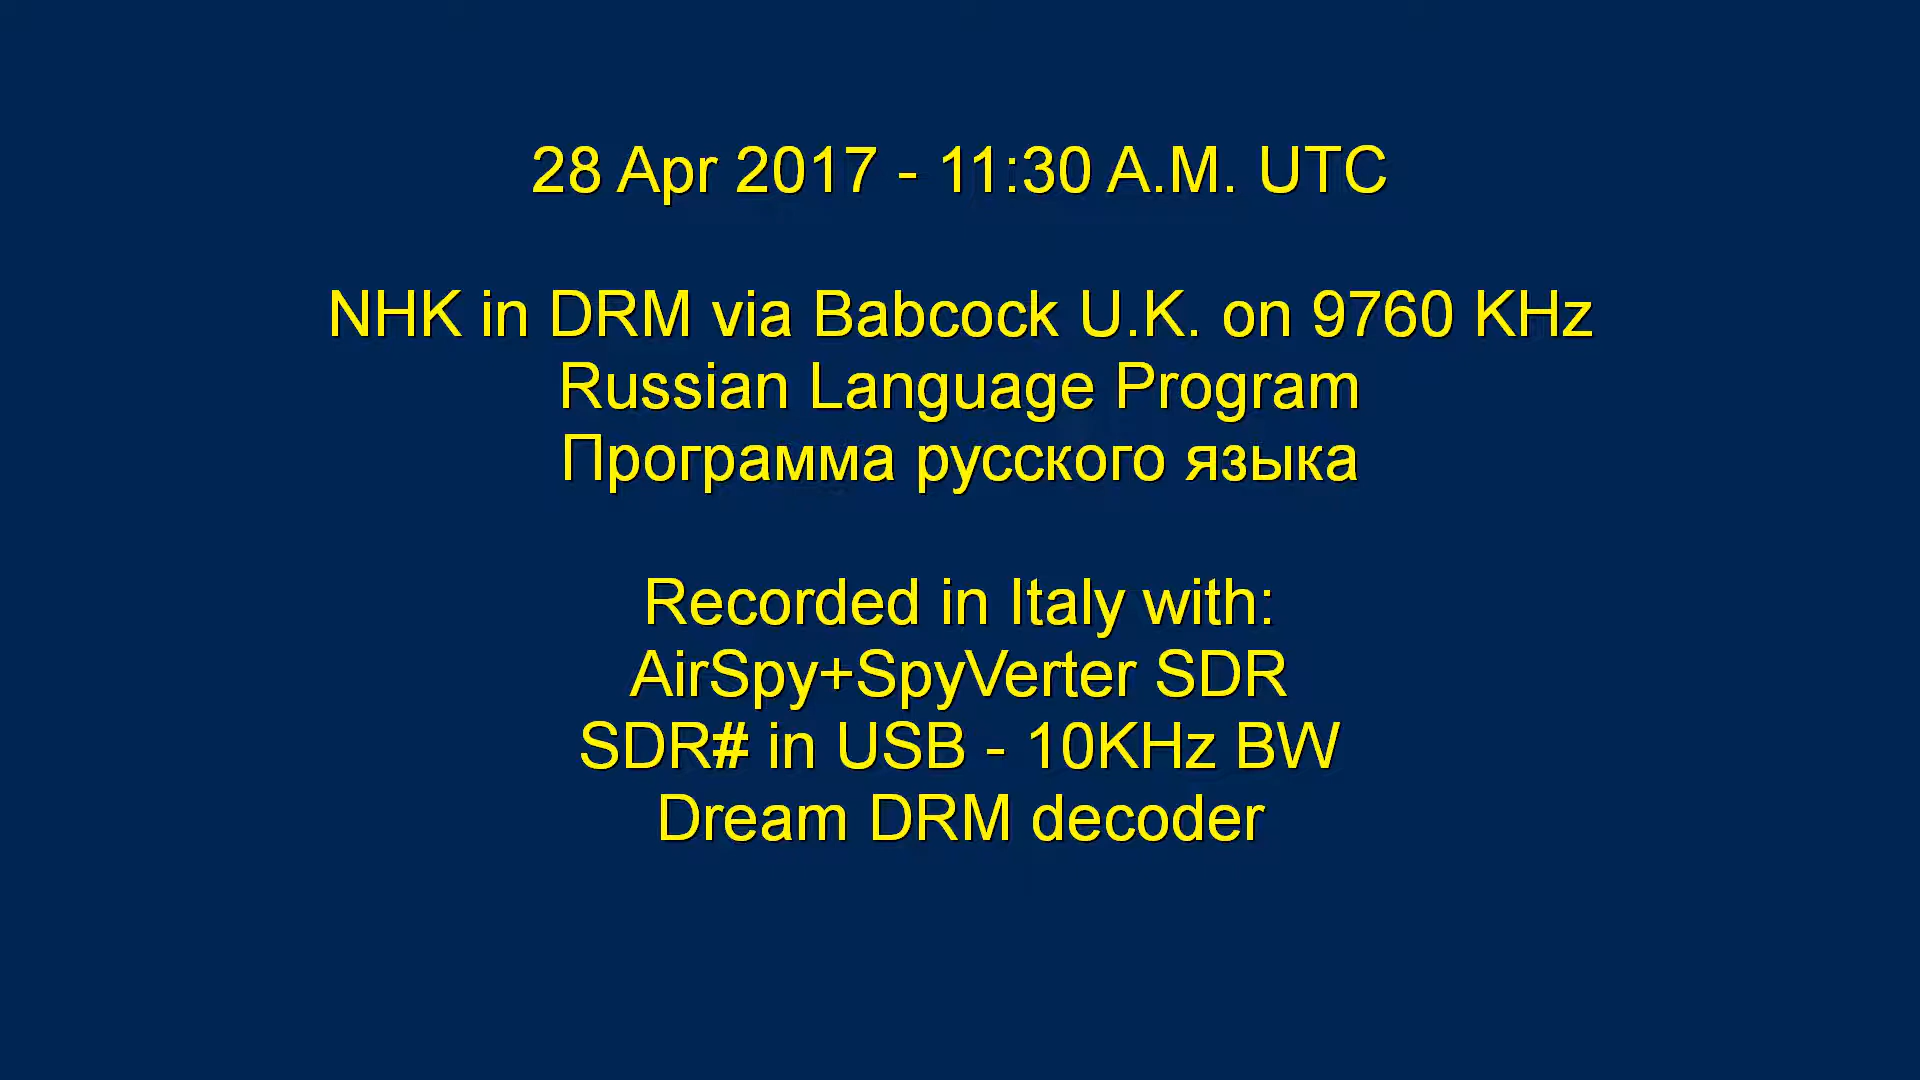 28 Apr 2017 - 11:30 A.M. UTC
NHK in DRM via Babcock U.K. on 9760 KHz
Russian Language Program
Программа русского языка
Recorded in Italy with:
AirSpy+SpyVerter SDR
SDR# in USB - 10KHz BW
Dream DRM decoder